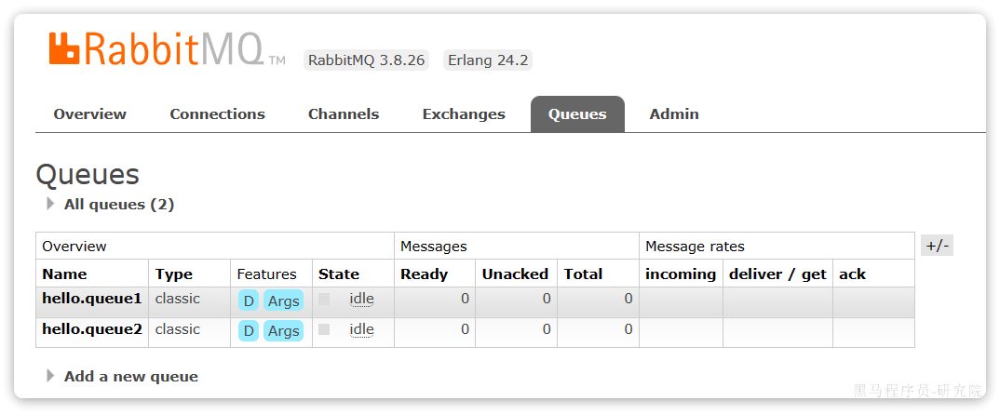 RabbitMQ TM RabbitMQ 3.8.26 Erlang 24.2
Overview Connections Channels Exchanges Queues Admin
Queues
All queues (2)
Overview Messages Message rates +/-
Name Type Features State Ready Unacked Total incoming deliver / get ack
hello.queue1 classic D Args idle 0 0 0
hello.queue2 classic D Args idle 0 0 0
Add a new queue
黑马程序员-研究院